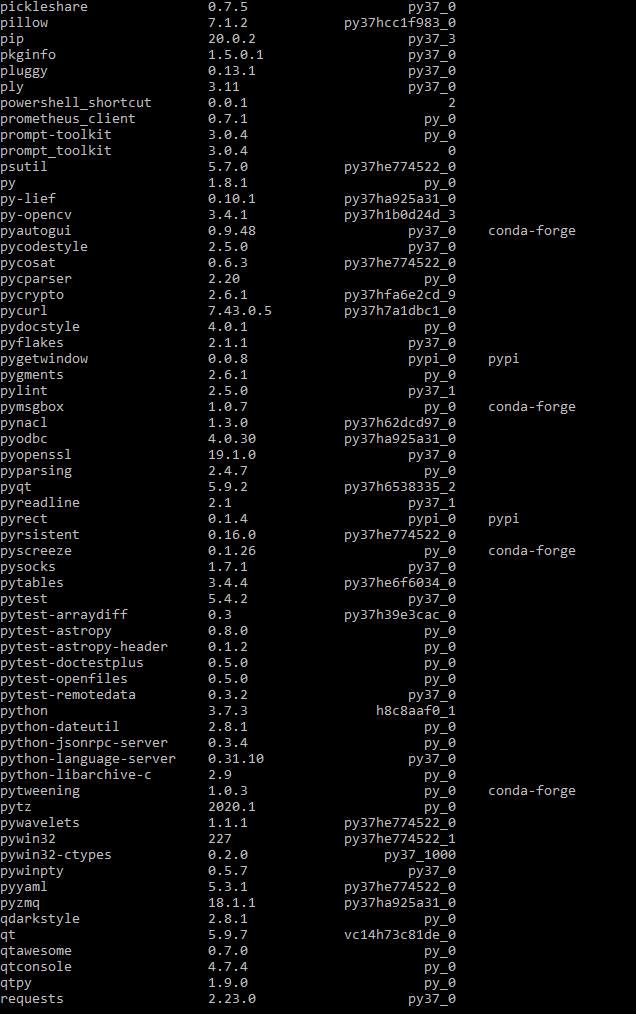 pickleshare 0.7.5 py37_0
pillow 7.1.2 py37hcc1f983_0
pip 20.0.2 py37_3
pkginfo 1.5.0.1 py37_0
pluggy 0.13.1 py37_0
ply 3.11 py37_0
powershell_shortcut 0.0.1 2
prometheus_client 0.7.1 py_0
prompt-toolkit 3.0.4 py_0
prompt_toolkit 3.0.4 0
psutil 5.7.0 py37he774522_0
py 1.8.1 py_0
py-lief 0.10.1 py37ha925a31_0
py-opencv 3.4.1 py37h1b0d24d_3
pyautogui 0.9.48 py37_0 conda-forge
pycodestyle 2.5.0 py37_0
pycosat 0.6.3 py37he774522_0
pycparser 2.20 py_0
pycrypto 2.6.1 py37hfa6e2cd_9
pycurl 7.43.0.5 py37h7a1dbc1_0
pydocstyle 4.0.1 py_0
pyflakes 2.1.1 py37_0
pygetwindow 0.0.8 pypi_0 pypi
pygments 2.6.1 py_0
pylint 2.5.0 py37_1
pymsgbox 1.0.7 py_0 conda-forge
pynacl 1.3.0 py37h62dcd97_0
pyodbc 4.0.30 py37ha925a31_0
pyopenssl 19.1.0 py37_0
pyparsing 2.4.7 py_0
pyqt 5.9.2 py37h6538335_2
pyreadline 2.1 py37_1
pyrect 0.1.4 pypi_0 pypi
pyrsistent 0.16.0 py37he774522_0
pyscreeze 0.1.26 py_0 conda-forge
pysocks 1.7.1 py37_0
pytables 3.4.4 py37he6f6034_0
pytest 5.4.2 py37_0
pytest-arraydiff 0.3 py37h39e3cac_0
pytest-astropy 0.8.0 py_0
pytest-astropy-header 0.1.2 py_0
pytest-doctestplus 0.5.0 py_0
pytest-openfiles 0.5.0 py_0
pytest-remotedata 0.3.2 py37_0
python 3.7.3 h8c8aaf0_1
python-dateutil 2.8.1 py_0
python-jsonrpc-server 0.3.4 py_0
python-language-server 0.31.10 py37_0
python-libarchive-c 2.9 py_0
pytweening 1.0.3 py_0 conda-forge
pytz 2020.1 py_0
pywavelets 1.1.1 py37he774522_0
pywin32 227 py37he774522_1
pywin32-ctypes 0.2.0 py37_1000
pywinpty 0.5.7 py37_0
pyyaml 5.3.1 py37he774522_0
pyzmq 18.1.1 py37ha925a31_0
qdarkstyle 2.8.1 py_0
qt 5.9.7 vc14h73c81de_0
qtawesome 0.7.0 py_0
qtconsole 4.7.4 py_0
qtpy 1.9.0 py_0
requests 2.23.0 py37_0